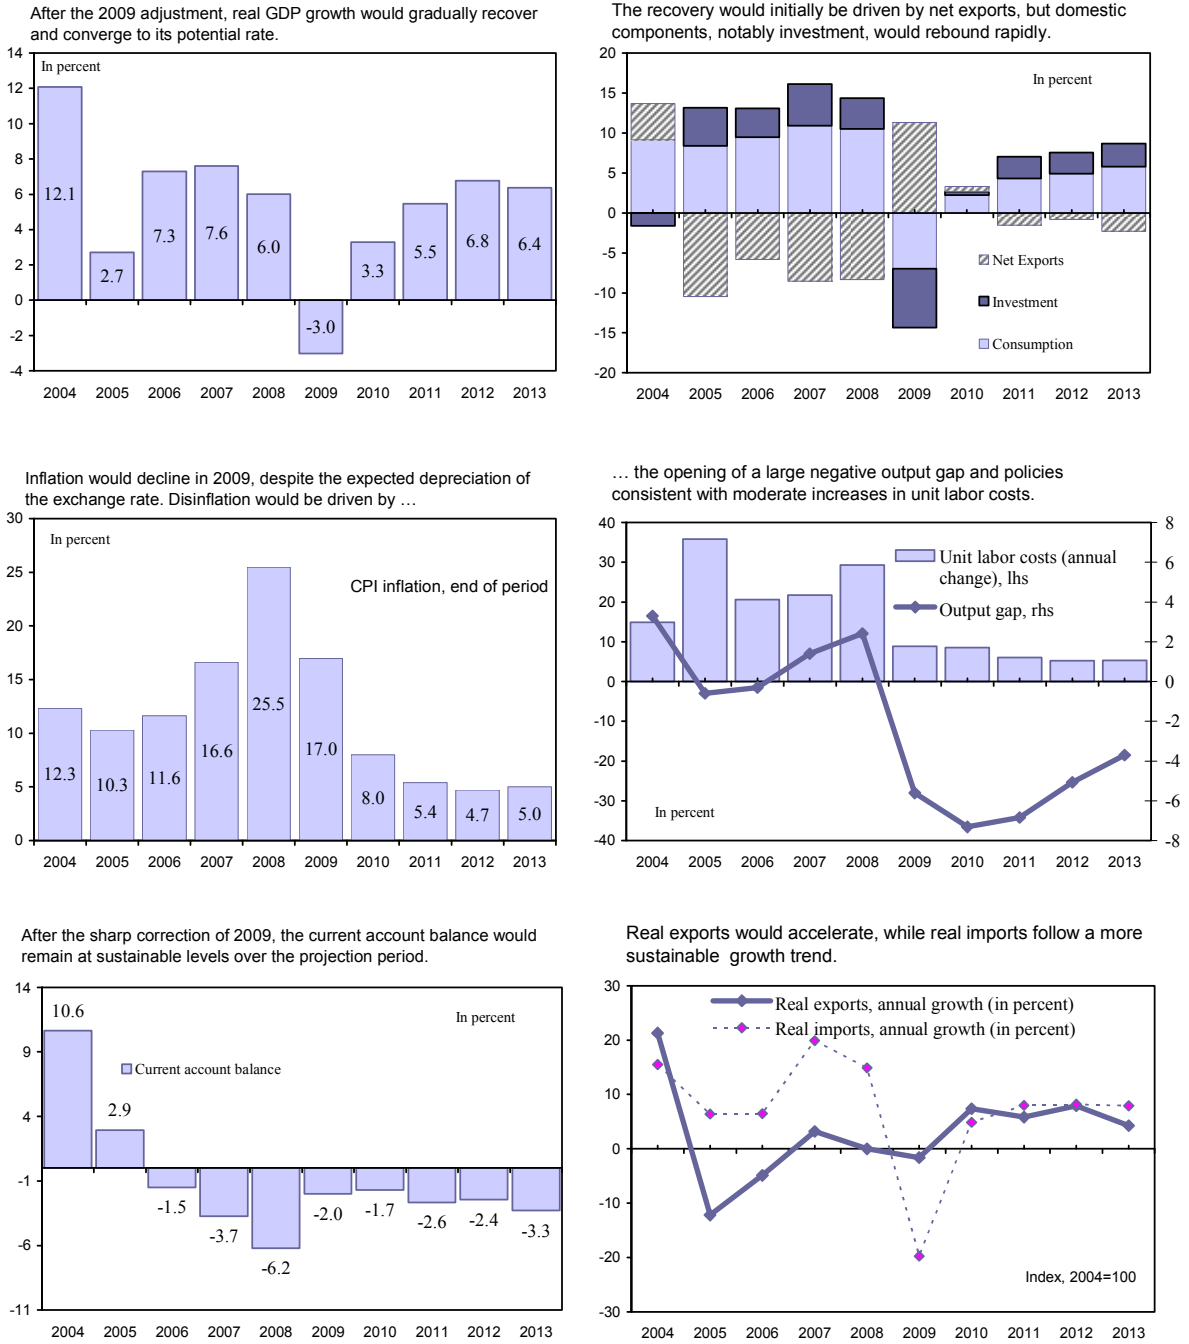 After the 2009 adjustment, real GDP growth would gradually recover
and converge to its potential rate.
14
12
10
8
6
4
2
0
-2
-4
In percent
12.1
2.7
7.3
7.6
6.0
-3.0
3.3
5.5
6.8
6.4
2004 2005 2006 2007 2008 2009 2010 2011 2012 2013
The recovery would initially be driven by net exports, but domestic
components, notably investment, would rebound rapidly.
20
15
10
5
0
-5
-10
-15
-20
In percent
Net Exports
Investment
Consumption
2004 2005 2006 2007 2008 2009 2010 2011 2012 2013
Inflation would decline in 2009, despite the expected depreciation of
the exchange rate. Disinflation would be driven by …
30
25
20
15
10
5
0
In percent
CPI inflation, end of period
12.3
10.3
11.6
16.6
25.5
17.0
8.0
5.4
4.7
5.0
2004 2005 2006 2007 2008 2009 2010 2011 2012 2013
… the opening of a large negative output gap and policies
consistent with moderate increases in unit labor costs.
40
30
20
10
0
-10
-20
-30
-40
8
6
4
2
0
-2
-4
-6
-8
Unit labor costs (annual
change), lhs
Output gap, rhs
In percent
2004 2005 2006 2007 2008 2009 2010 2011 2012 2013
After the sharp correction of 2009, the current account balance would
remain at sustainable levels over the projection period.
14
9
4
-1
-6
-11
In percent
Current account balance
10.6
2.9
-1.5
-3.7
-6.2
-2.0
-1.7
-2.6
-2.4
-3.3
2004 2005 2006 2007 2008 2009 2010 2011 2012 2013
Real exports would accelerate, while real imports follow a more
sustainable growth trend.
30
20
10
0
-10
-20
-30
Real exports, annual growth (in percent)
Real imports, annual growth (in percent)
Index, 2004=100
2004 2005 2006 2007 2008 2009 2010 2011 2012 2013